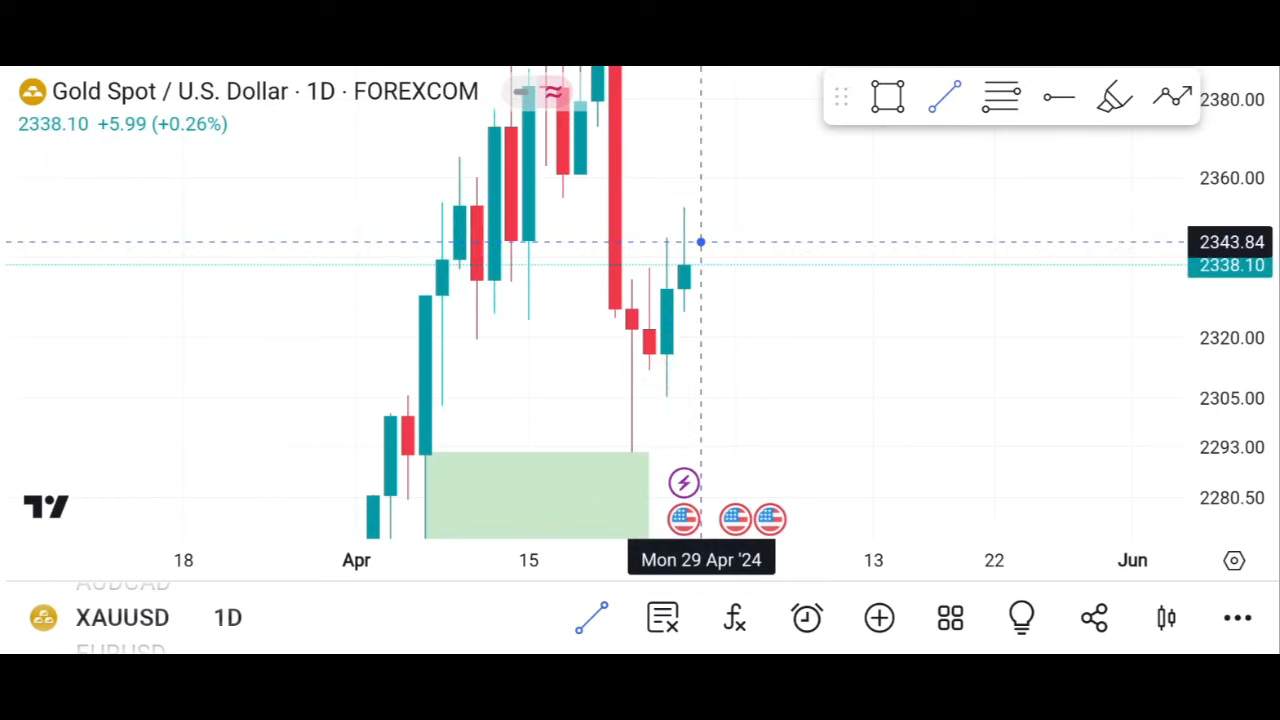 Gold Spot / U.S. Dollar · 1D · FOREXCOM
2338.10 +5.99 (+0.26%)
2380.00
2360.00
2343.84
2338.10
2320.00
2305.00
2293.00
2280.50
18 Apr 15 Mon 29 Apr '24 13 22 Jun
AUDCAD
XAUUSD 1D
EURUSD